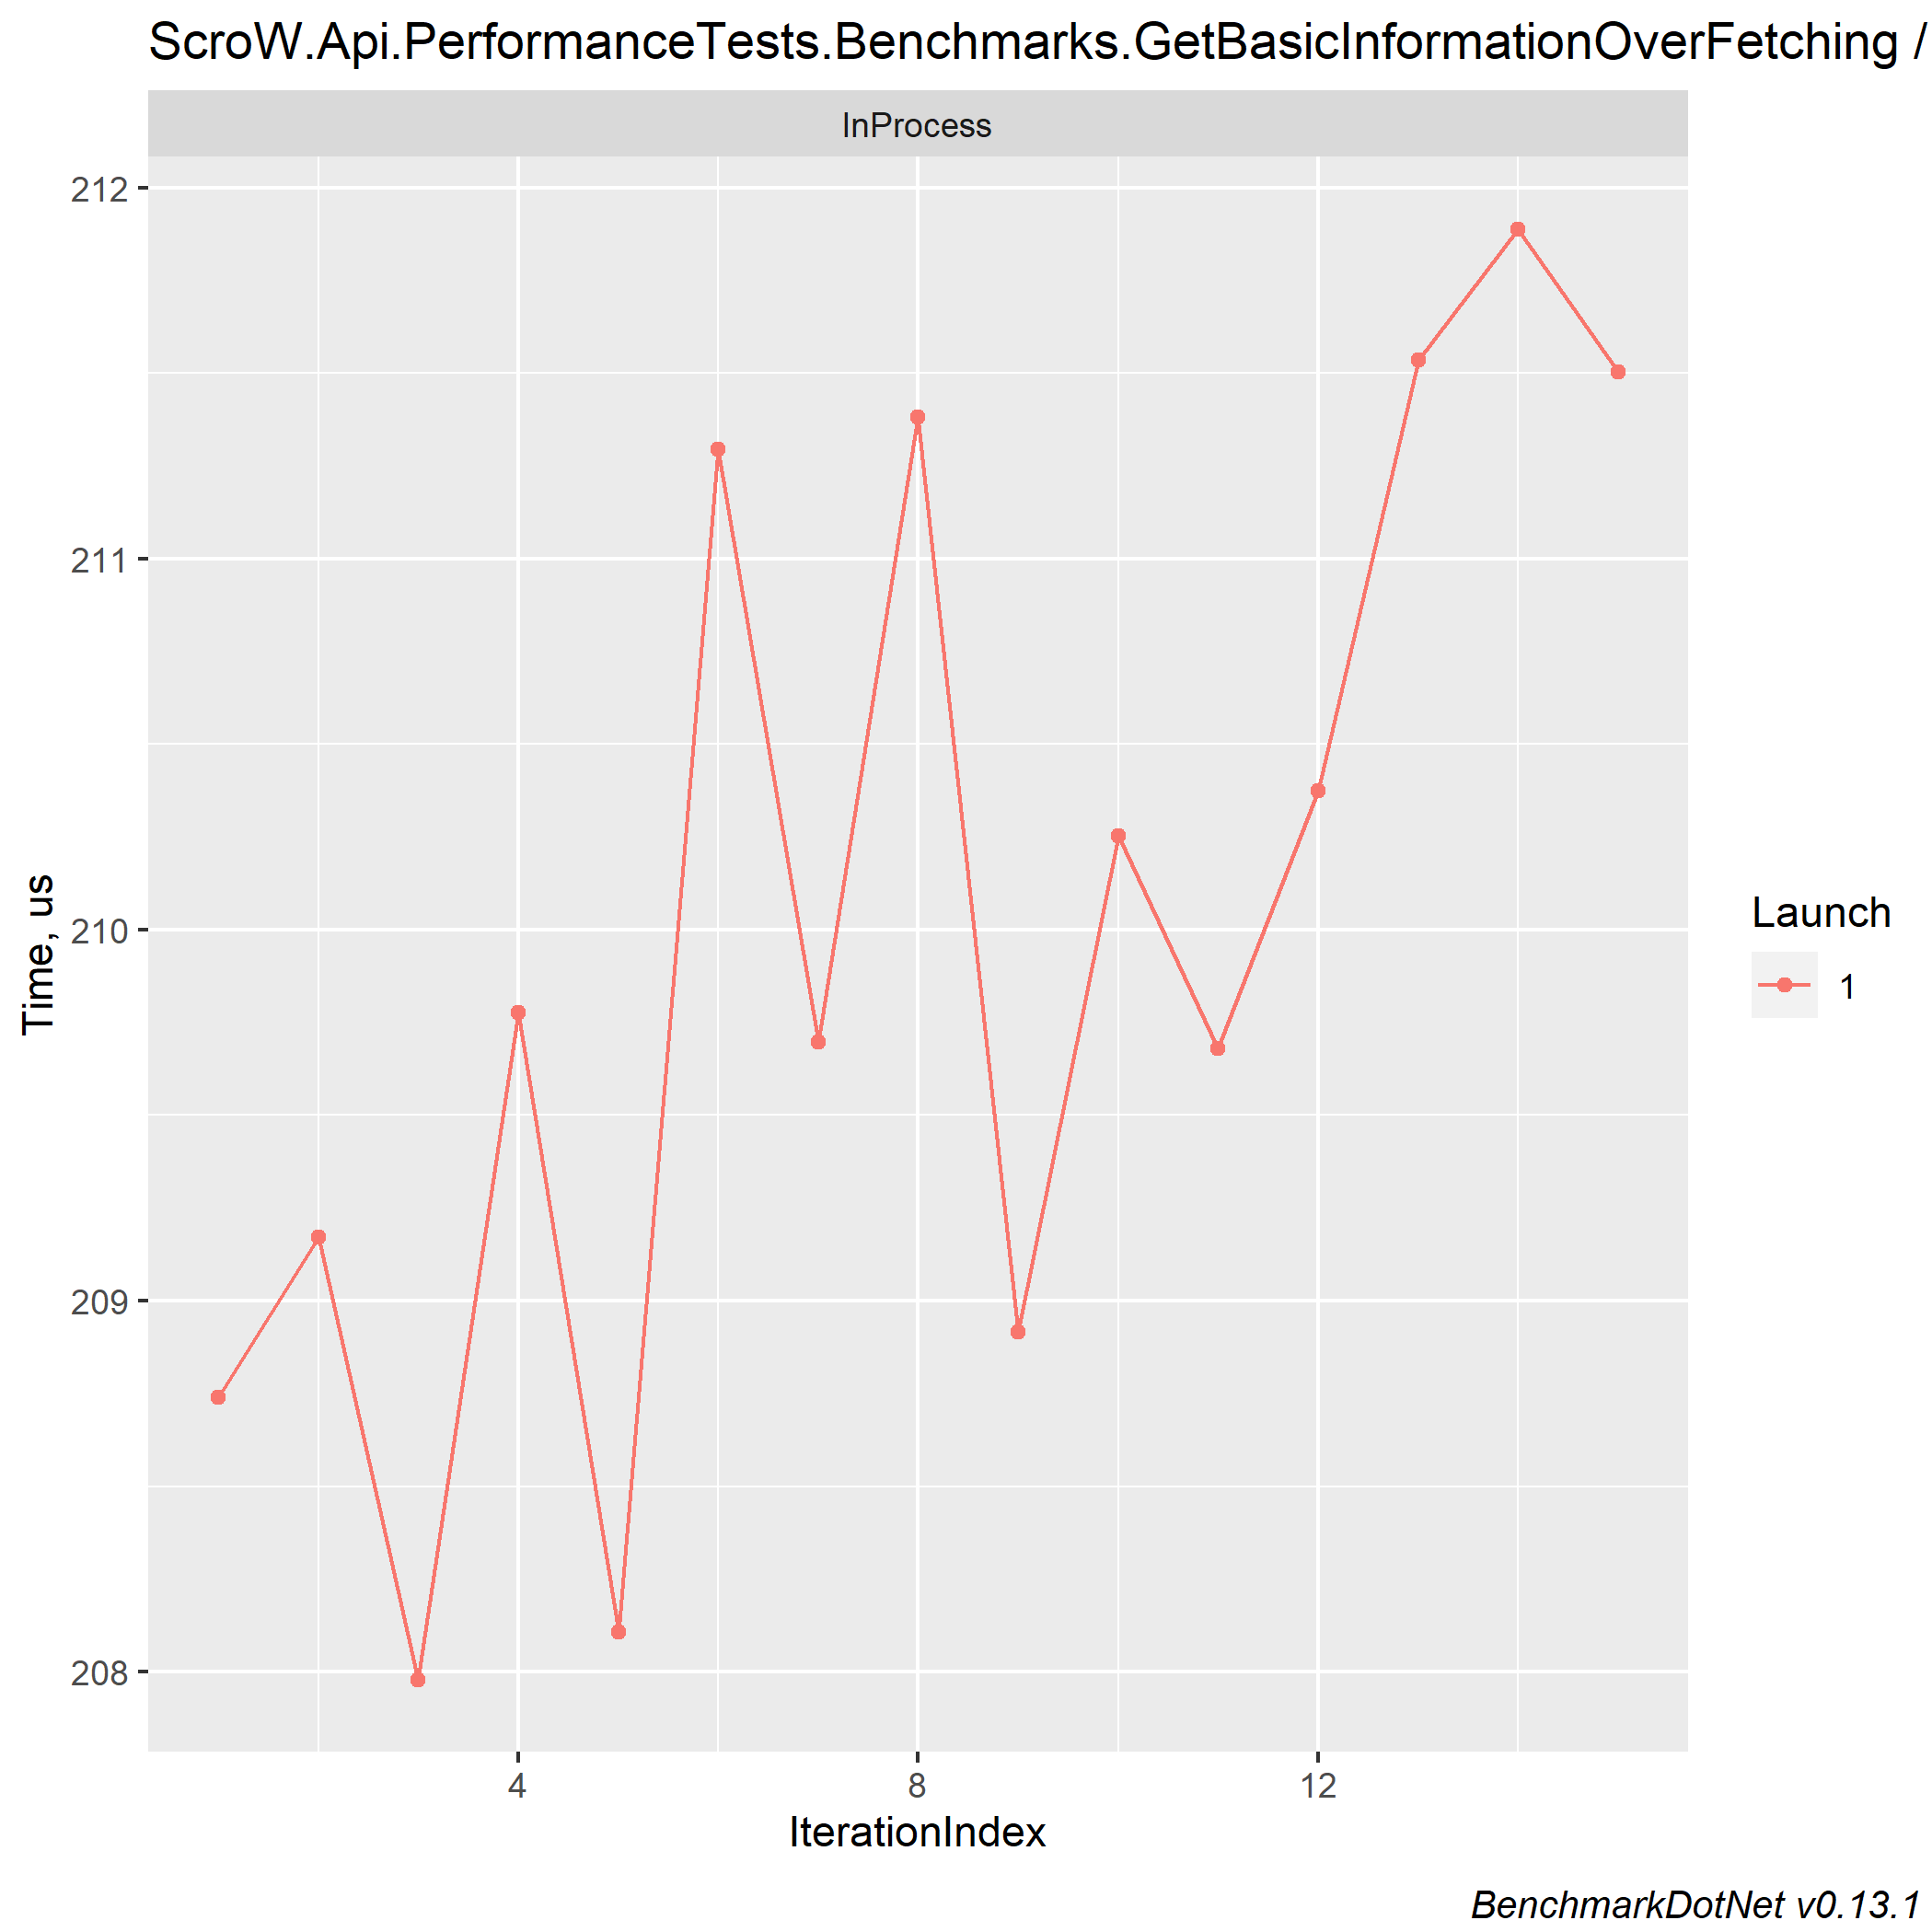 ScroW.Api.PerformanceTests.Benchmarks.GetBasicInformationOverFetching /
InProcess
212
211
210
209
208
Time, us
4
8
12
IterationIndex
Launch
1
BenchmarkDotNet v0.13.1